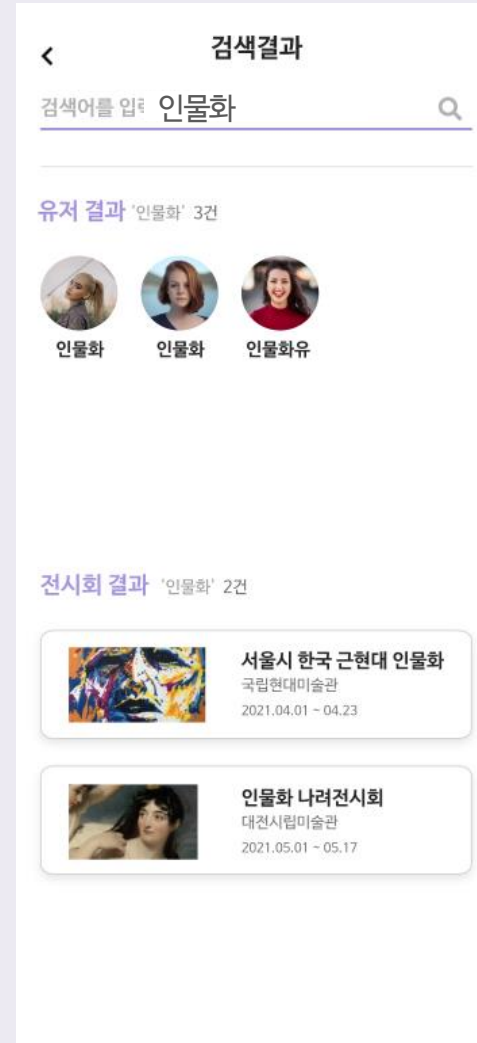 검색결과
검색어를 입력 인물화
유저 결과 '인물화' 3건
인물화 인물화 인물화유
전시회 결과 '인물화' 2건
서울시 한국 근현대 인물화
국립현대미술관
2021.04.01 ~ 04.23
인물화 나려전시회
대전시립미술관
2021.05.01 ~ 05.17